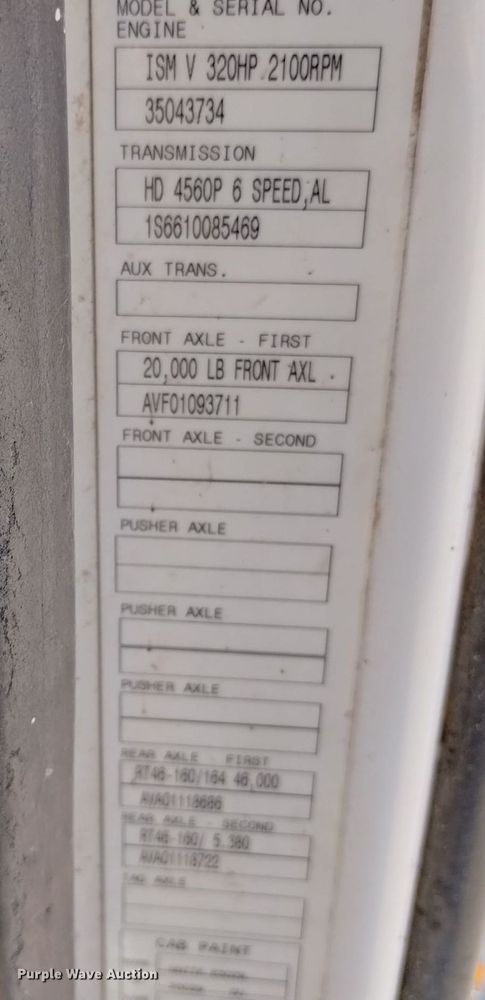 MODEL & SERIAL NO.
ENGINE
ISM V 320HP 2100RPM
35043734
TRANSMISSION
HD 4560P 6 SPEED,AL
1S6610085469
AUX TRANS.
FRONT AXLE - FIRST
20,000 LB FRONT AXL
AVF01093711
FRONT AXLE - SECOND
PUSHER AXLE
PUSHER AXLE
PUSHER AXLE
REAR AXLE - FIRST
RT46-160/164 46,000
AVA01118686
REAR AXLE - SECOND
RT46-160/ 5.380
AVA01118722
TAG AXLE
CAB PAINT
Purple Wave Auction